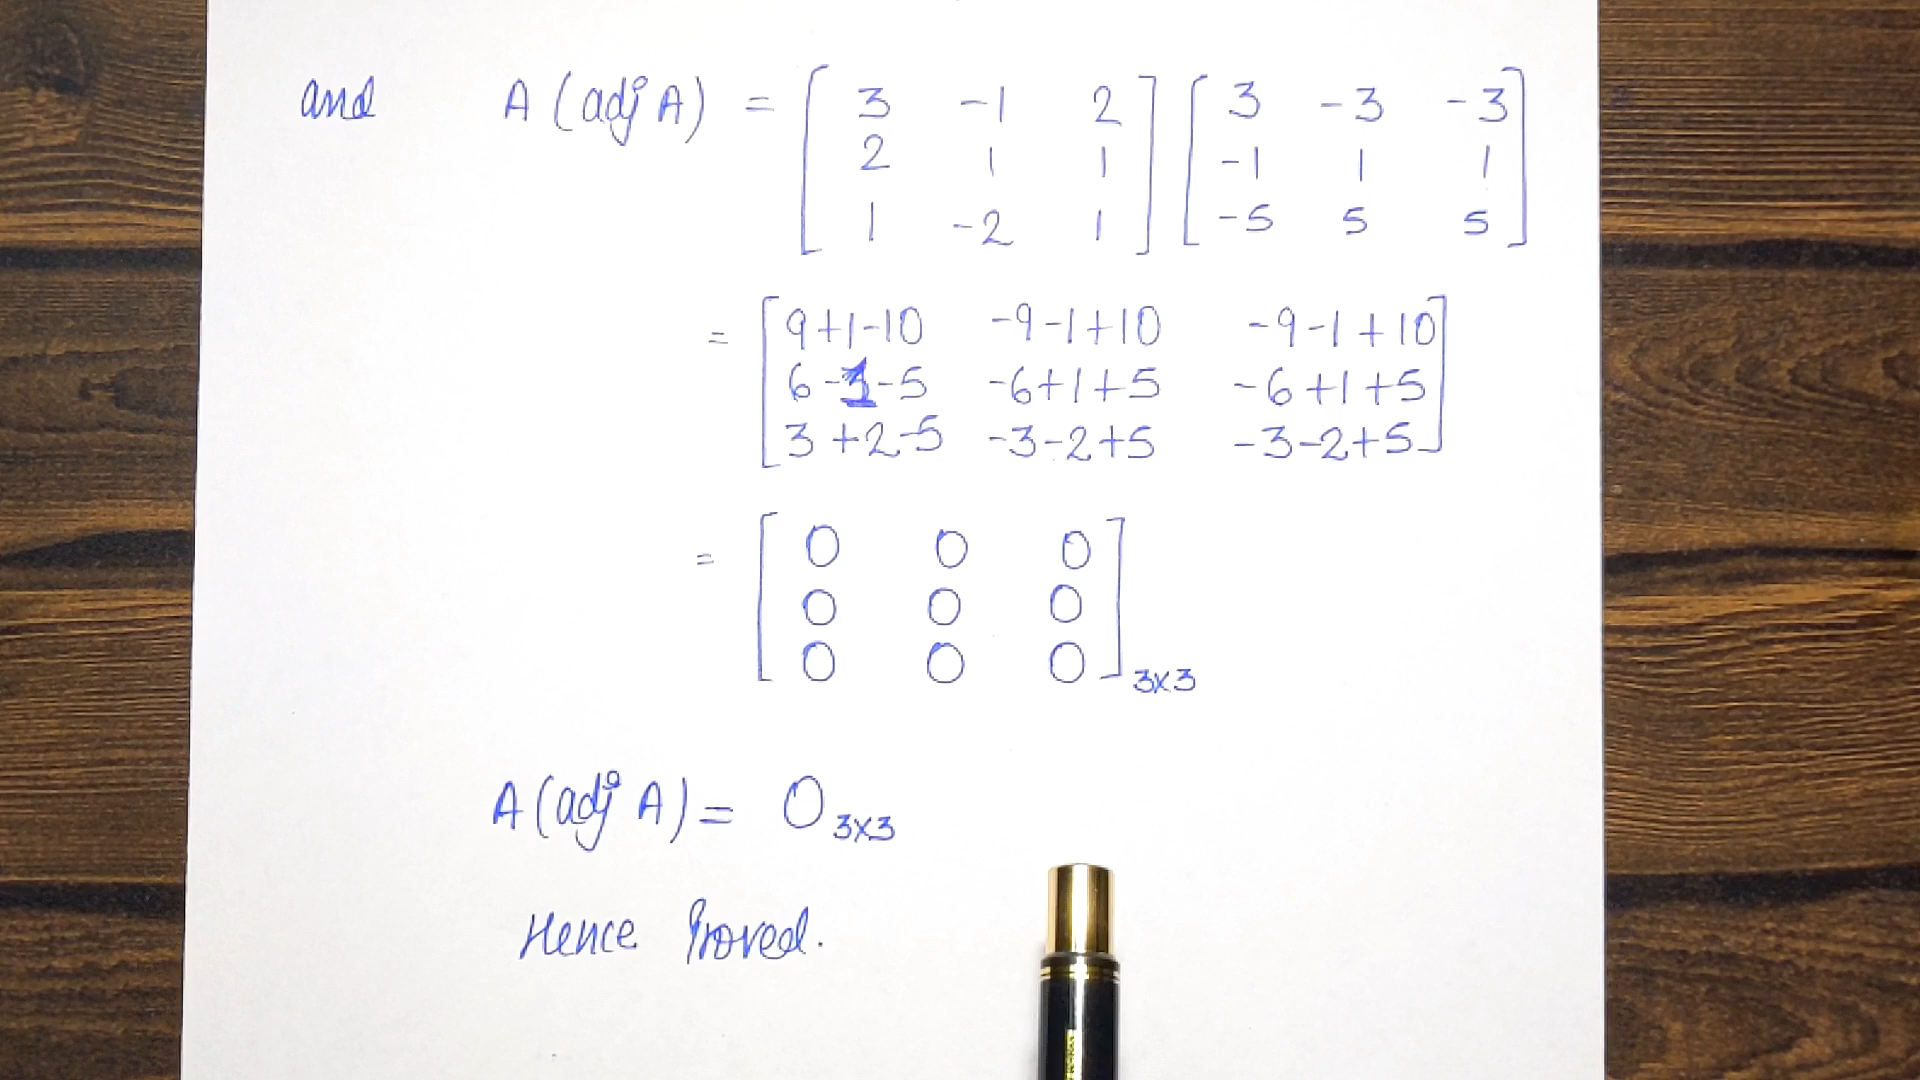 and A (adj A) = [ 3 -1 2 ] [ 3 -3 -3 ]
2 1 1 -1 1 1
1 -2 1 -5 5 5
= [ 9+1-10 -9-1+10 -9-1+10 ]
6-1-5 -6+1+5 -6+1+5
3+2-5 -3-2+5 -3-2+5
= [ 0 0 0 ]
0 0 0
0 0 0 3x3
A (adj A) = O 3x3
Hence Proved.